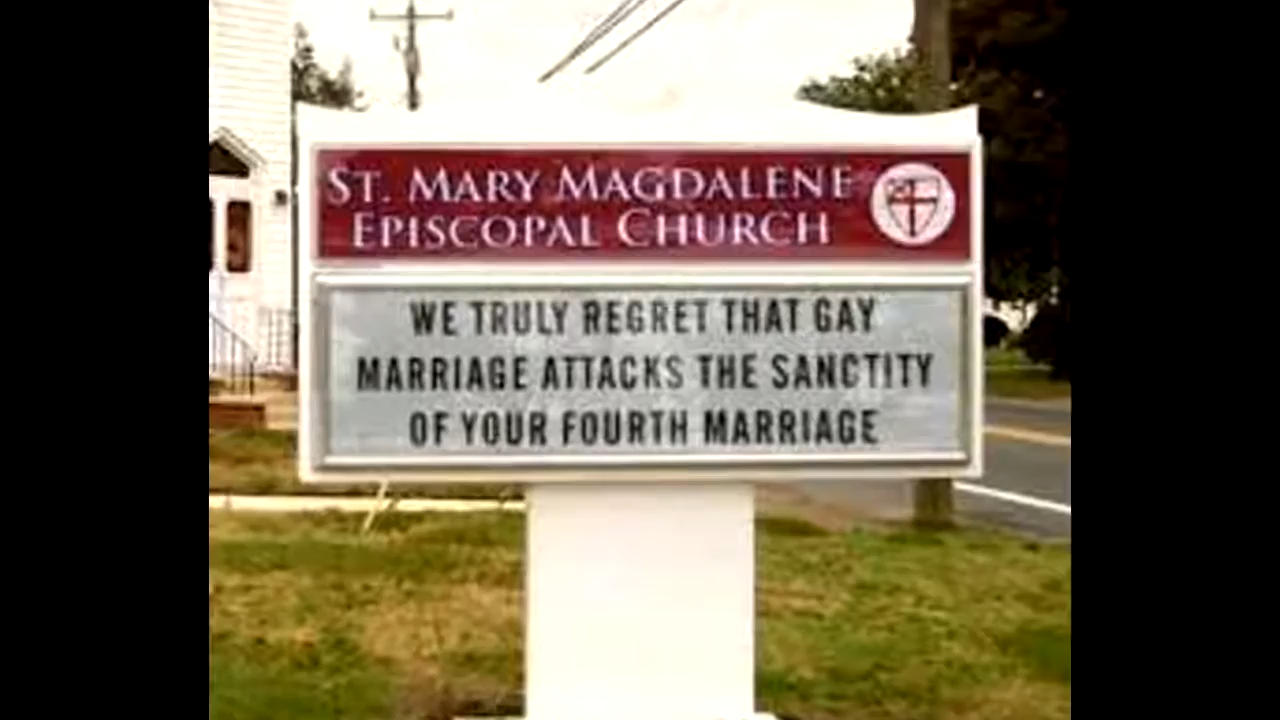 ST. MARY MAGDALENE
EPISCOPAL CHURCH
WE TRULY REGRET THAT GAY
MARRIAGE ATTACKS THE SANCTITY
OF YOUR FOURTH MARRIAGE